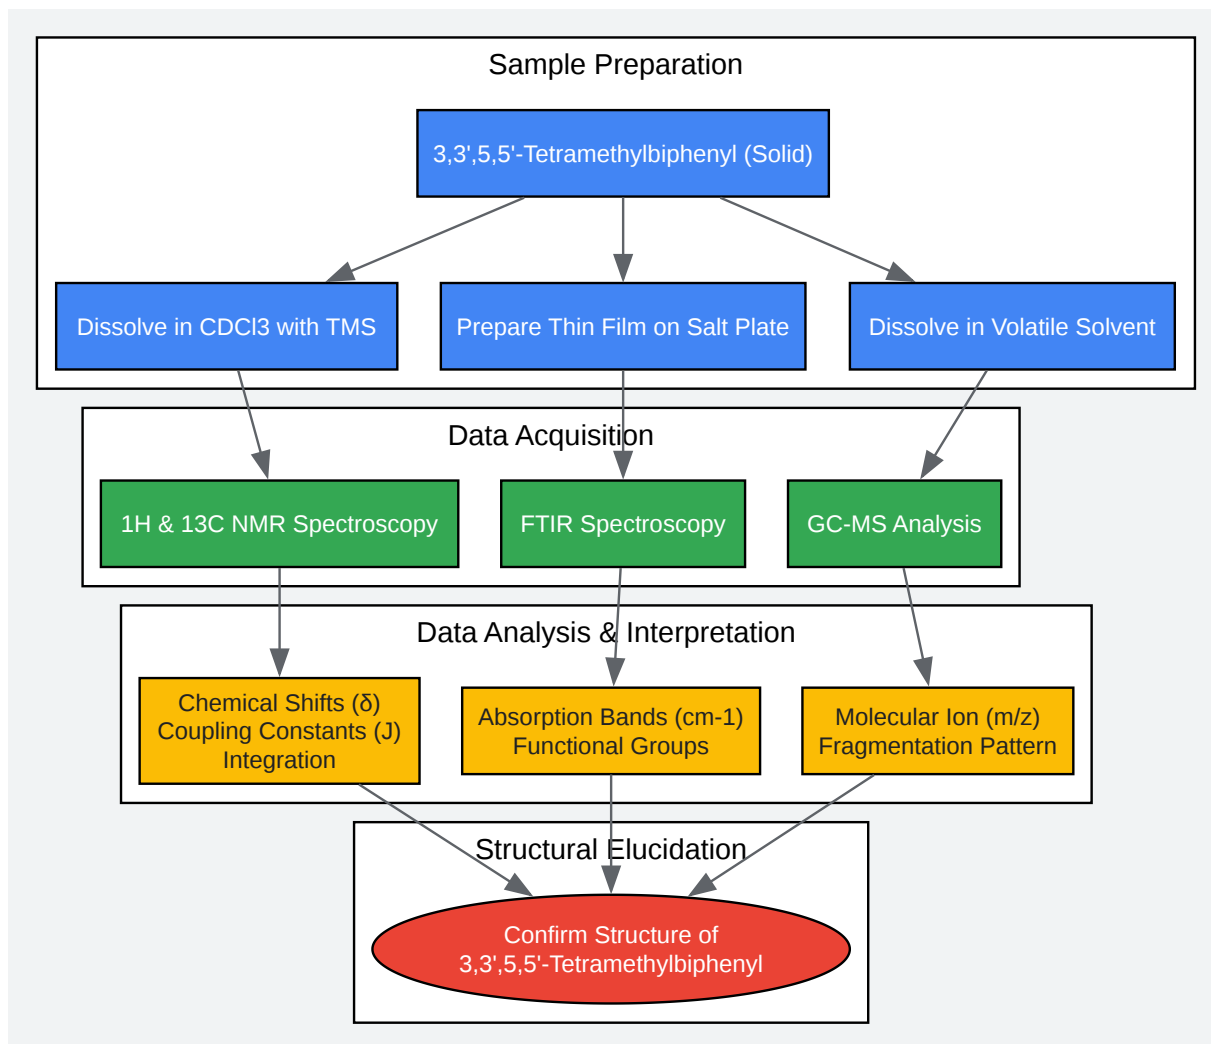 Sample Preparation
3,3',5,5'-Tetramethylbiphenyl (Solid)
Dissolve in CDCl3 with TMS
Prepare Thin Film on Salt Plate
Dissolve in Volatile Solvent
Data Acquisition
1H & 13C NMR Spectroscopy
FTIR Spectroscopy
GC-MS Analysis
Data Analysis & Interpretation
Chemical Shifts (δ)
Coupling Constants (J)
Integration
Absorption Bands (cm-1)
Functional Groups
Molecular Ion (m/z)
Fragmentation Pattern
Structural Elucidation
Confirm Structure of
3,3',5,5'-Tetramethylbiphenyl